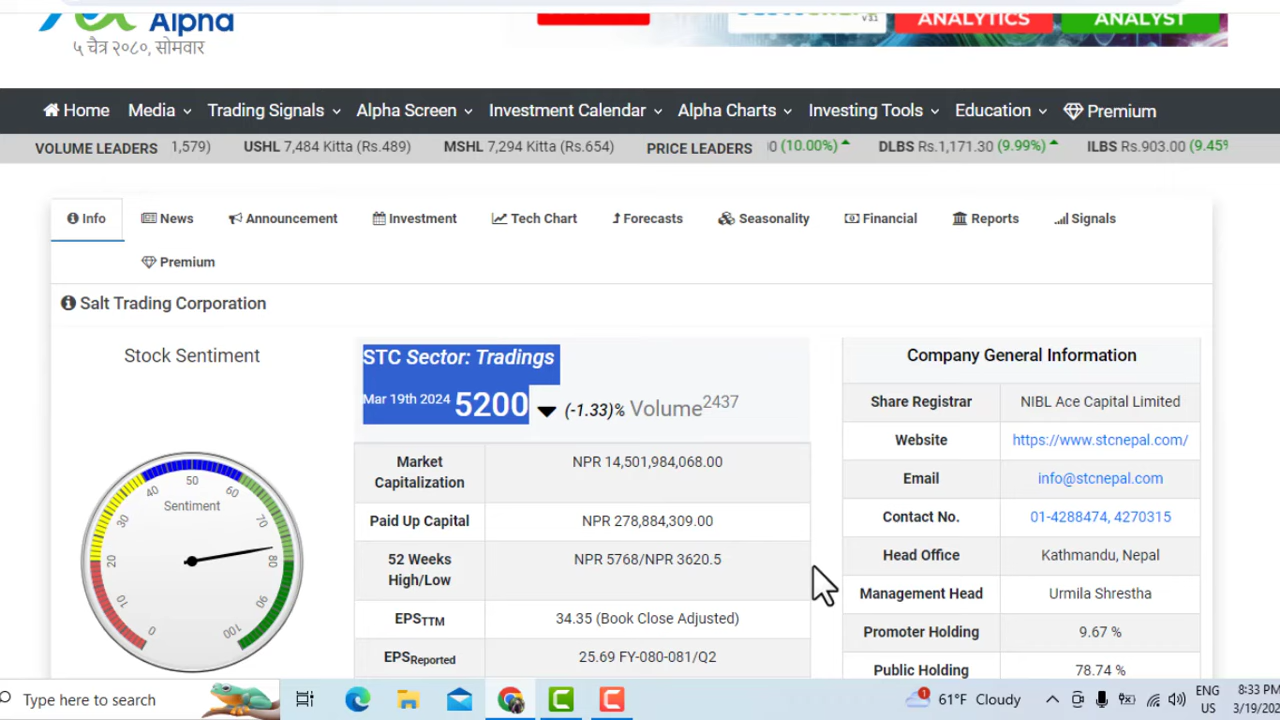 Alpha
५ चैत्र २०८०, सोमवार
V3.1
ANALYTICS
ANALYST
Home Media Trading Signals Alpha Screen Investment Calendar Alpha Charts Investing Tools Education Premium
VOLUME LEADERS 1,579) USHL 7,484 Kitta (Rs.489) MSHL 7,294 Kitta (Rs.654) PRICE LEADERS 0 (10.00%) DLBS Rs.1,171.30 (9.99%) ILBS Rs.903.00 (9.45%
Info News Announcement Investment Tech Chart Forecasts Seasonality Financial Reports Signals
Premium
Salt Trading Corporation
Stock Sentiment
0 10 20 30 40 50 60 70 80 90 100
Sentiment
STC Sector: Tradings
Mar 19th 2024 5200 (-1.33)% Volume2437
Market Capitalization NPR 14,501,984,068.00
Paid Up Capital NPR 278,884,309.00
52 Weeks High/Low NPR 5768/NPR 3620.5
EPSTTM 34.35 (Book Close Adjusted)
EPSReported 25.69 FY-080-081/Q2
Company General Information
Share Registrar NIBL Ace Capital Limited
Website https://www.stcnepal.com/
Email info@stcnepal.com
Contact No. 01-4288474, 4270315
Head Office Kathmandu, Nepal
Management Head Urmila Shrestha
Promoter Holding 9.67 %
Public Holding 78.74 %
Type here to search
1
61°F Cloudy
ENG
US
8:33 PM
3/19/202